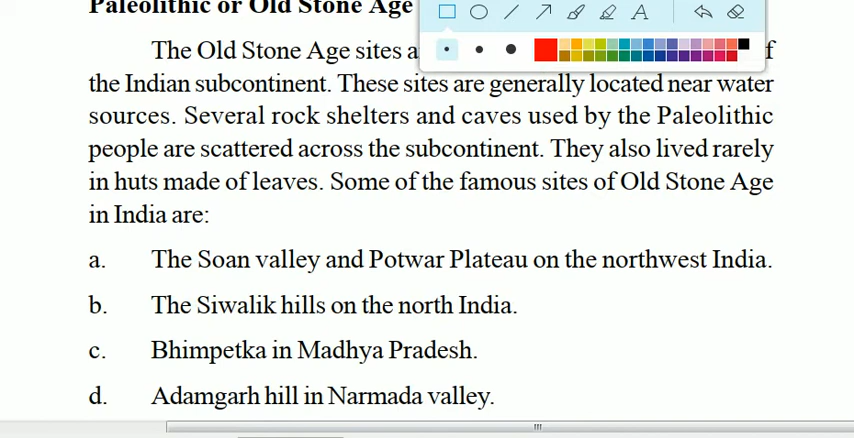 Paleolithic or Old Stone Age
The Old Stone Age sites
the Indian subcontinent. These sites are generally located near water
sources. Several rock shelters and caves used by the Paleolithic
people are scattered across the subcontinent. They also lived rarely
in huts made of leaves. Some of the famous sites of Old Stone Age
in India are:
a. The Soan valley and Potwar Plateau on the northwest India.
b. The Siwalik hills on the north India.
c. Bhimpetka in Madhya Pradesh.
d. Adamgarh hill in Narmada valley.